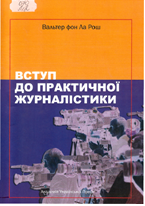 Вальтер фон Ла Рош
ВСТУП
ДО ПРАКТИЧНОЇ
ЖУРНАЛІСТИКИ